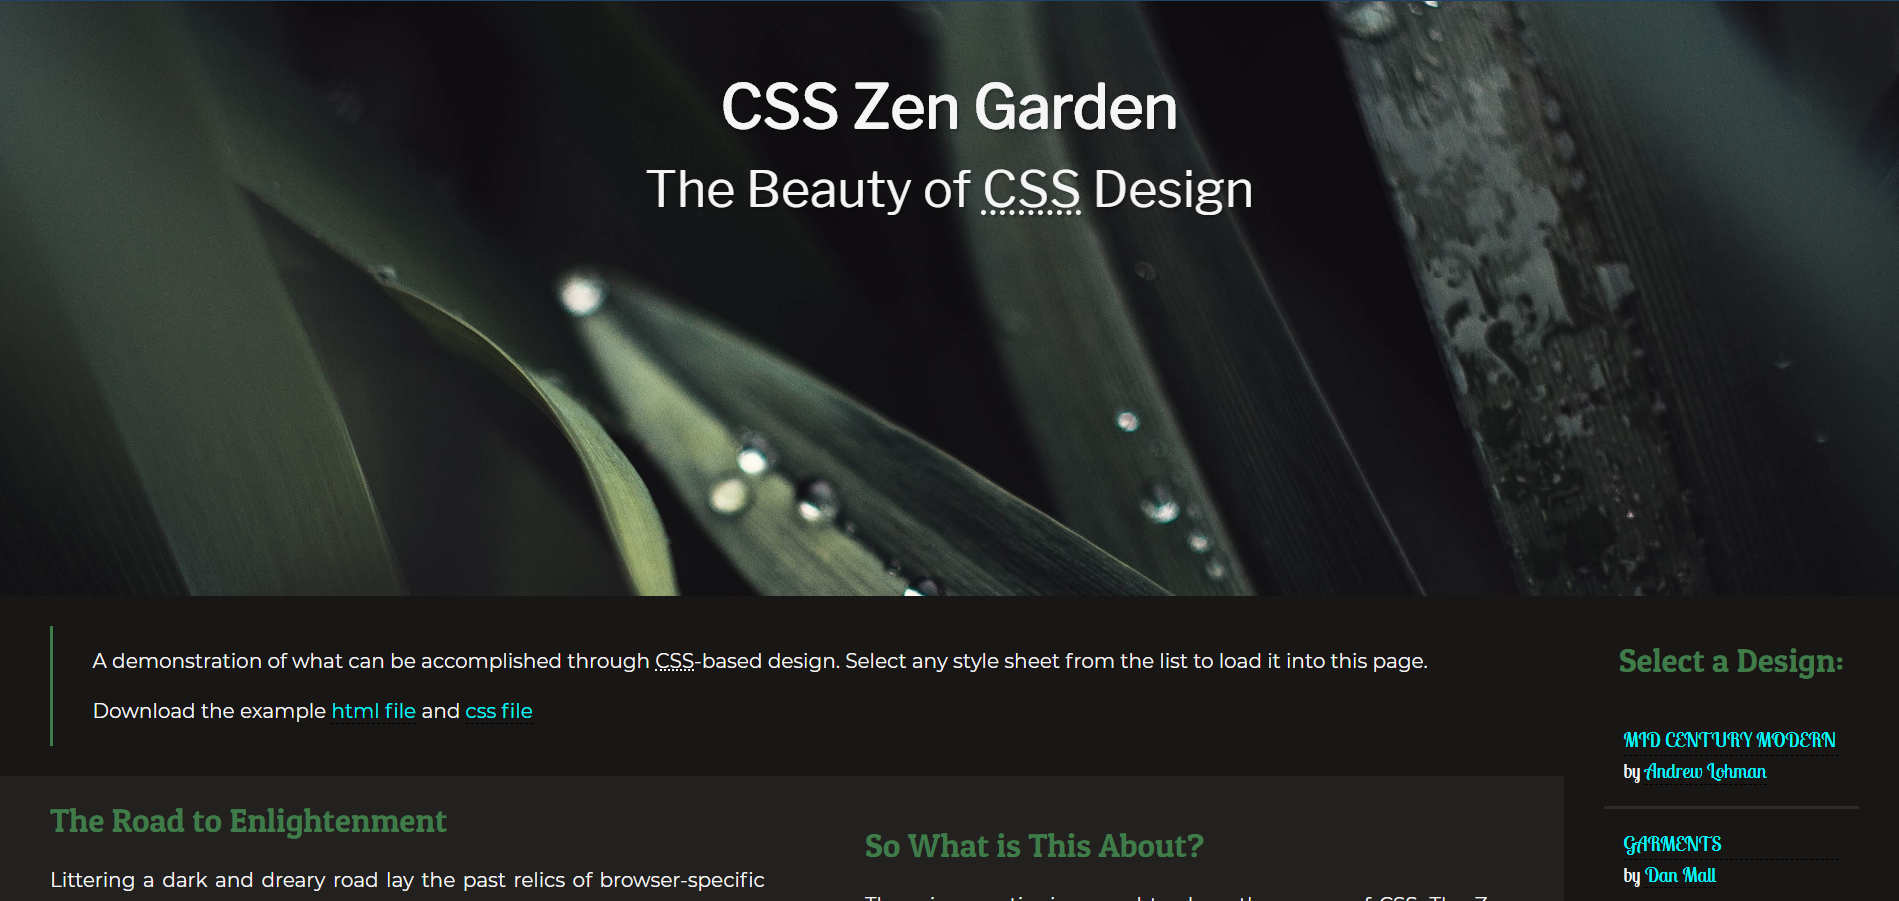 CSS Zen Garden
The Beauty of CSS Design
A demonstration of what can be accomplished through CSS-based design. Select any style sheet from the list to load it into this page.
Download the example html file and css file
The Road to Enlightenment
Littering a dark and dreary road lay the past relics of browser-specific
So What is This About?
Select a Design:
MID CENTURY MODERN
by Andrew Lohman
GARMENTS
by Dan Mall